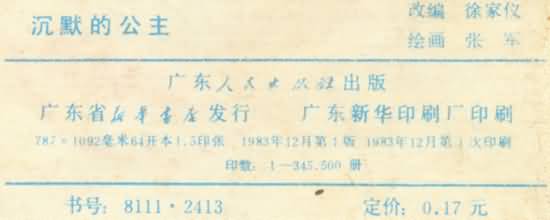 沉默的公主
改编 徐家仪
绘画 张 军
广东人民出版社出版
广东省新华书店发行 广东新华印刷厂印刷
787×1092毫米64开本1.5印张 1983年12月第1版 1983年12月第1次印刷
印数: 1—345.500 册
书号: 8111·2413 定价: 0.17 元